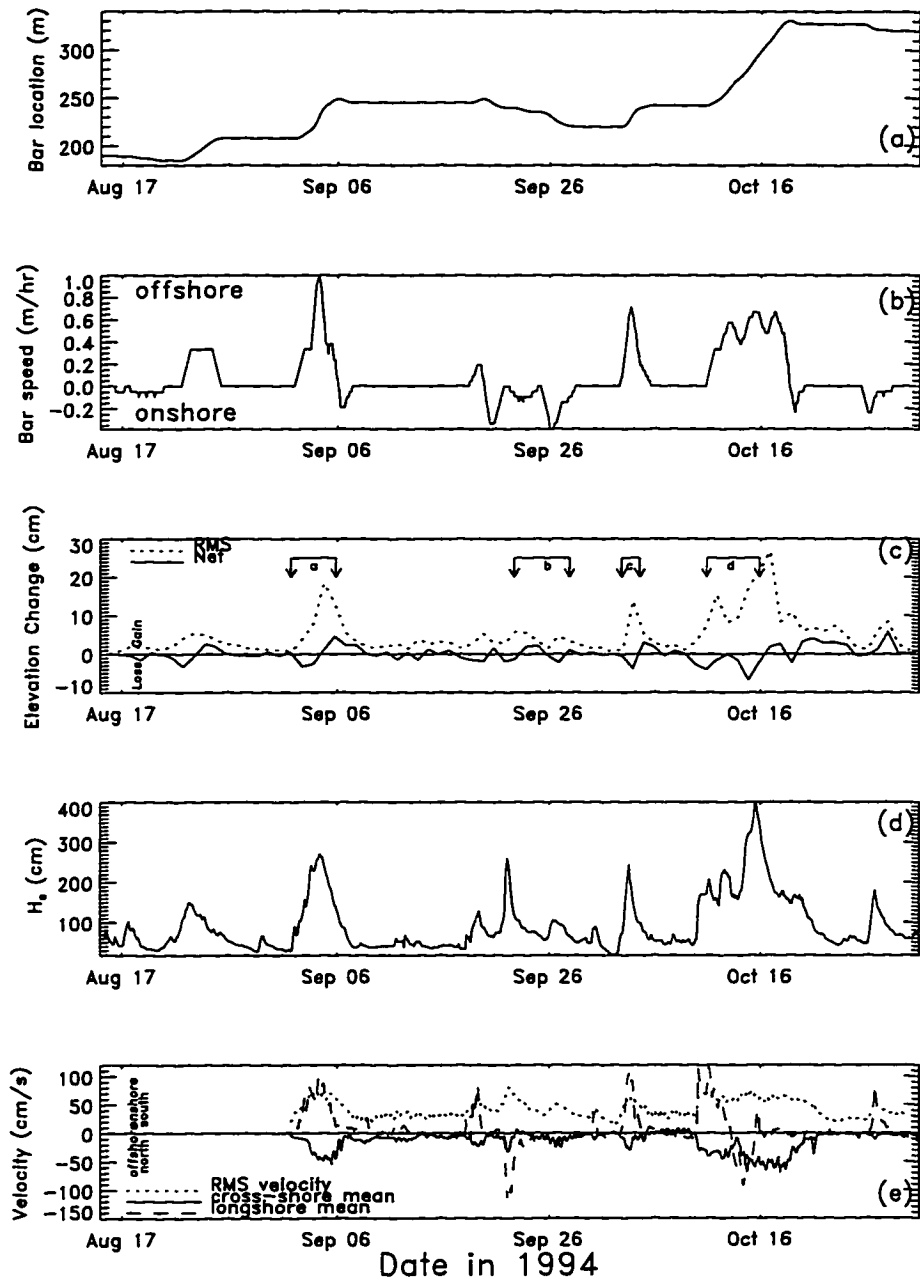 Bar location (m)
300
250
200
(a)
Aug 17 Sep 06 Sep 26 Oct 16
Bar speed (m/hr)
1.0
0.8
0.6
0.4
0.2
0.0
-0.2
offshore
onshore
(b)
Aug 17 Sep 06 Sep 26 Oct 16
Elevation Change (cm)
30
20
10
0
-10
RMS
Net
Loss Gain
a b c d
(c)
Aug 17 Sep 06 Sep 26 Oct 16
Hs (cm)
400
300
200
100
(d)
Aug 17 Sep 06 Sep 26 Oct 16
Velocity (cm/s)
100
50
0
-50
-100
-150
offshore onshore
north south
RMS velocity
cross-shore mean
longshore mean
(e)
Aug 17 Sep 06 Sep 26 Oct 16
Date in 1994